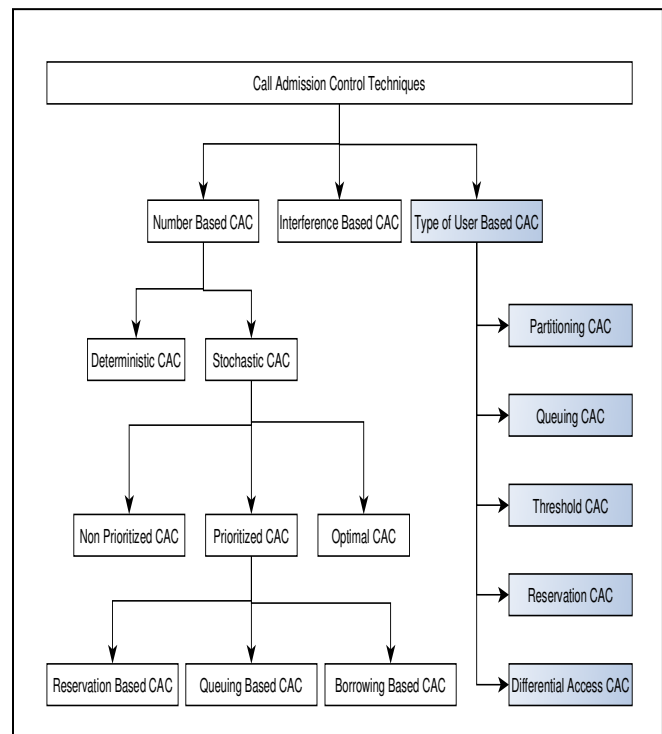 Call Admission Control Techniques
Number Based CAC
Interference Based CAC
Type of User Based CAC
Partitioning CAC
Deterministic CAC
Stochastic CAC
Queuing CAC
Threshold CAC
Non Prioritized CAC
Prioritized CAC
Optimal CAC
Reservation CAC
Reservation Based CAC
Queuing Based CAC
Borrowing Based CAC
Differential Access CAC